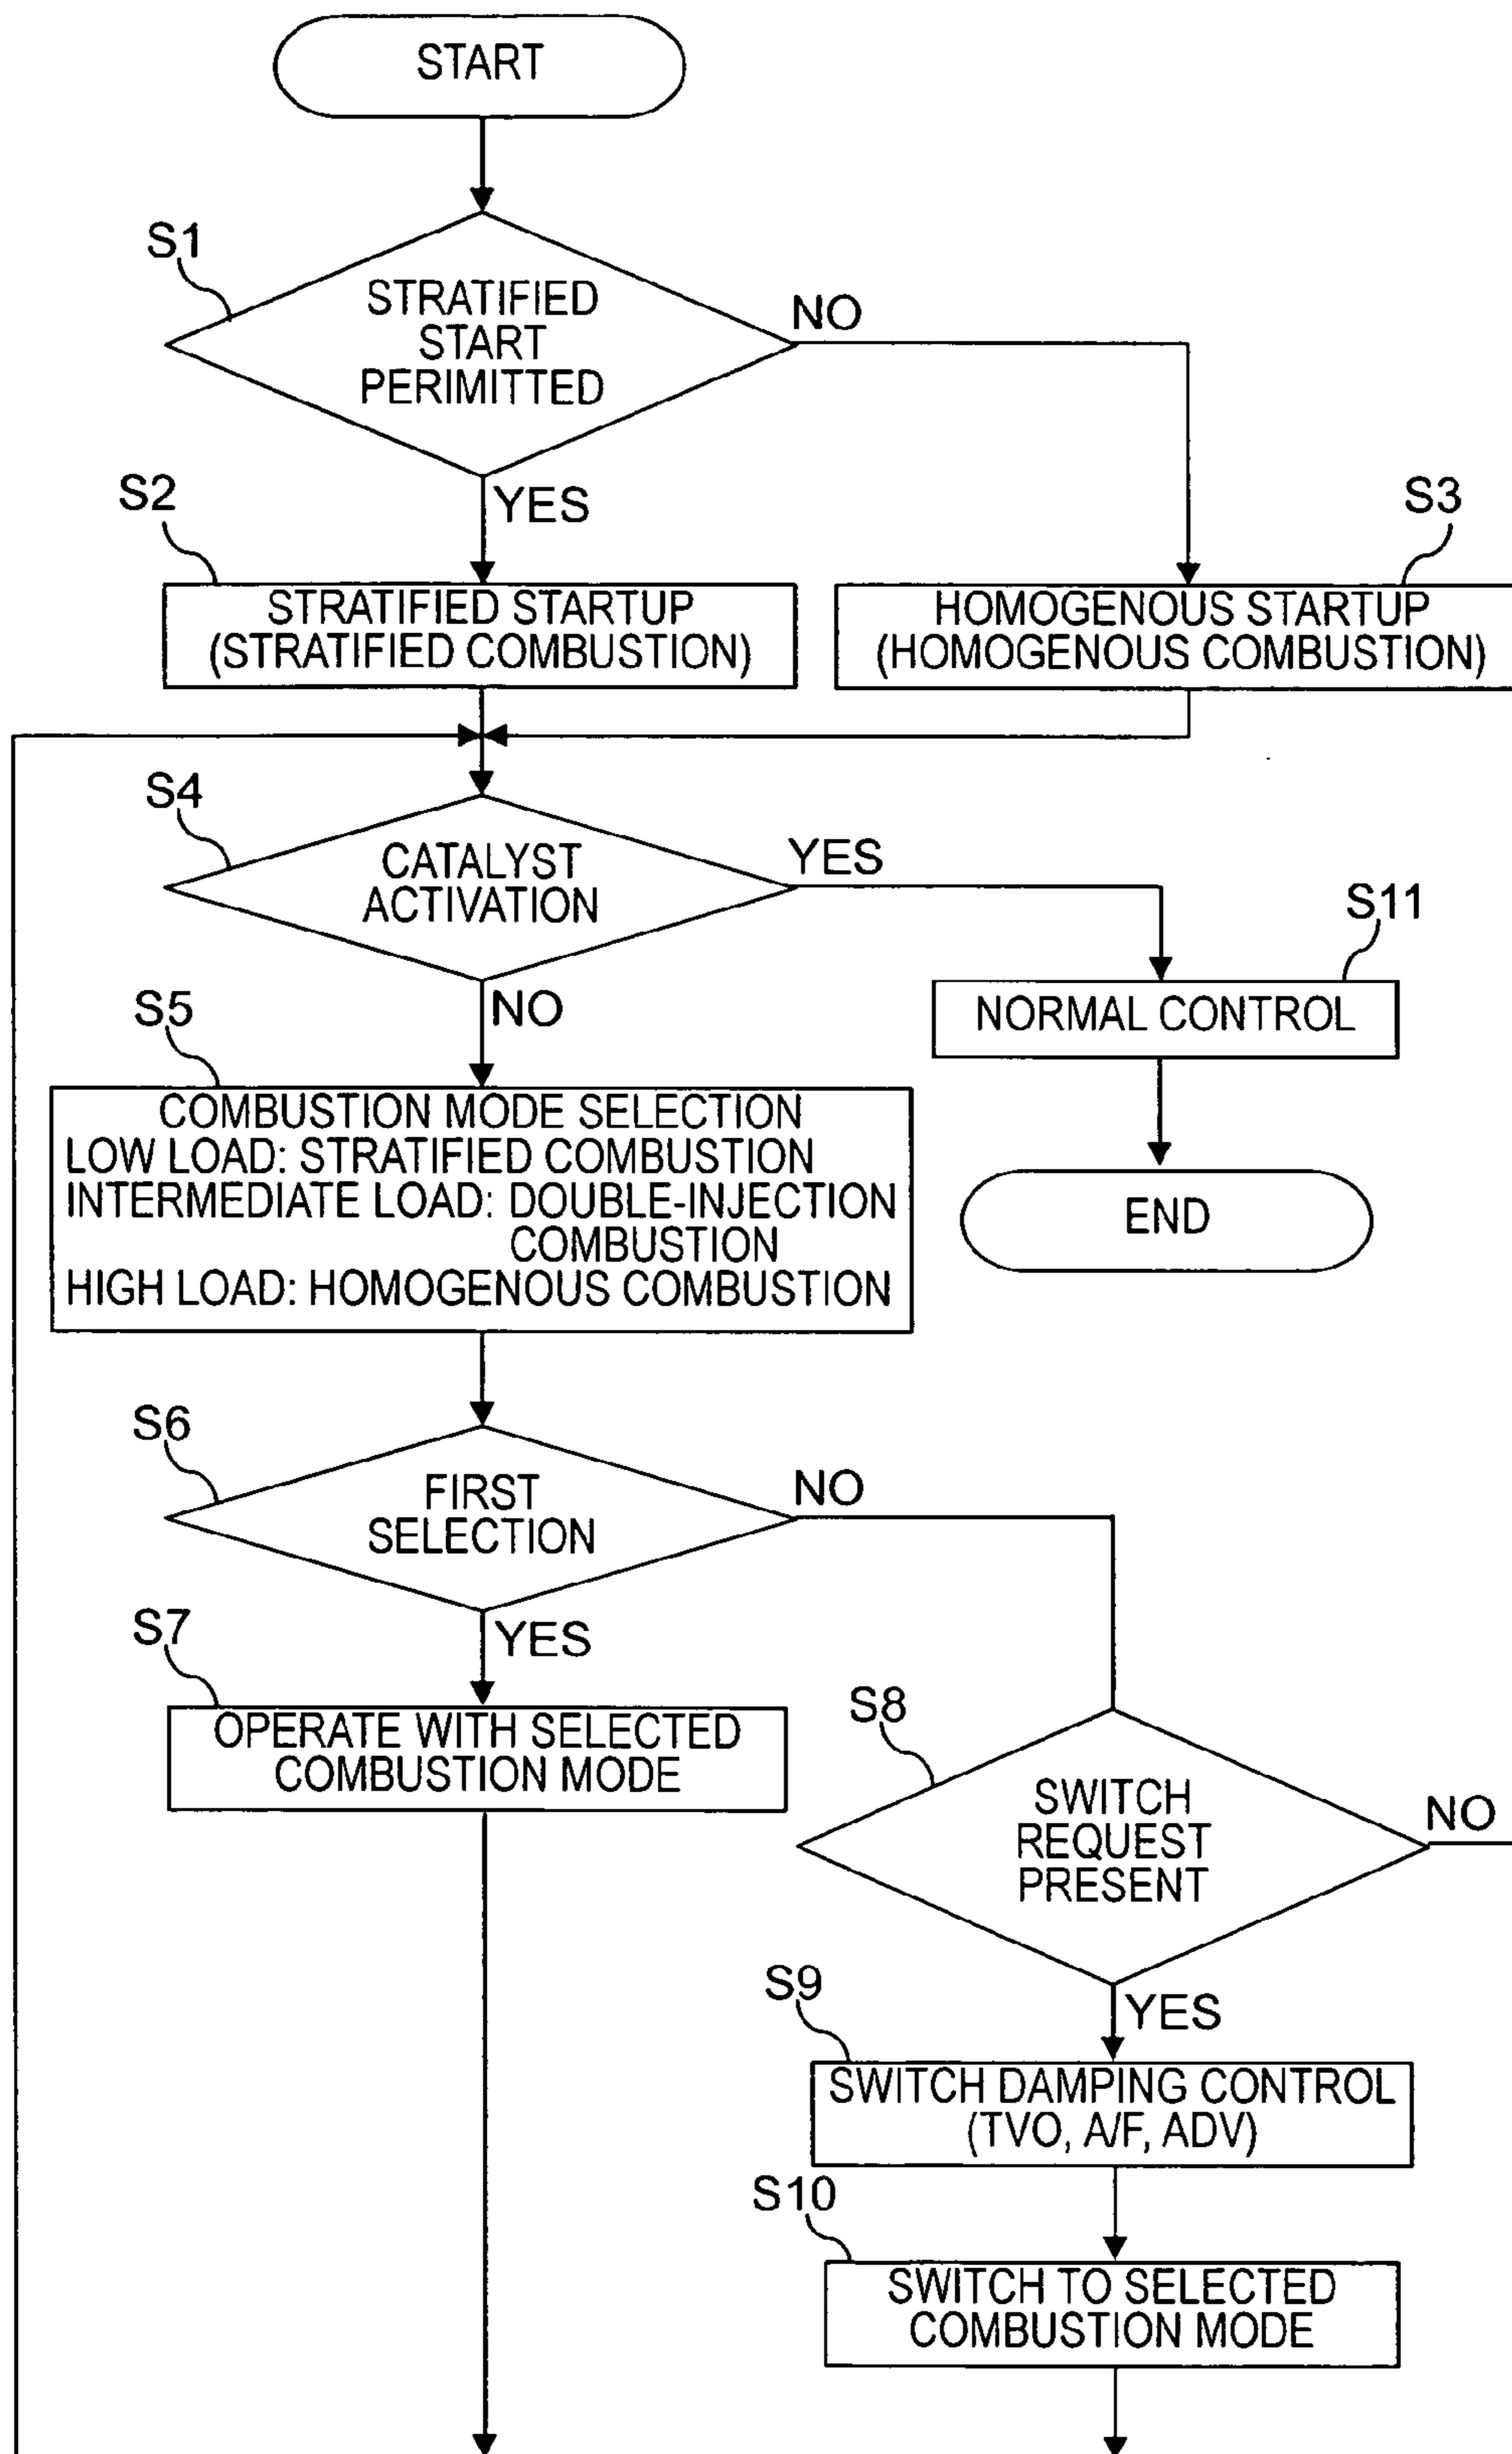 START
S1
STRATIFIED
START
PERIMITTED
NO
YES
S2
STRATIFIED STARTUP
(STRATIFIED COMBUSTION)
S3
HOMOGENOUS STARTUP
(HOMOGENOUS COMBUSTION)
S4
CATALYST
ACTIVATION
YES
NO
S11
NORMAL CONTROL
END
S5
COMBUSTION MODE SELECTION
LOW LOAD: STRATIFIED COMBUSTION
INTERMEDIATE LOAD: DOUBLE-INJECTION
COMBUSTION
HIGH LOAD: HOMOGENOUS COMBUSTION
S6
FIRST
SELECTION
NO
YES
S7
OPERATE WITH SELECTED
COMBUSTION MODE
S8
SWITCH
REQUEST
PRESENT
NO
YES
S9
SWITCH DAMPING CONTROL
(TVO, A/F, ADV)
S10
SWITCH TO SELECTED
COMBUSTION MODE